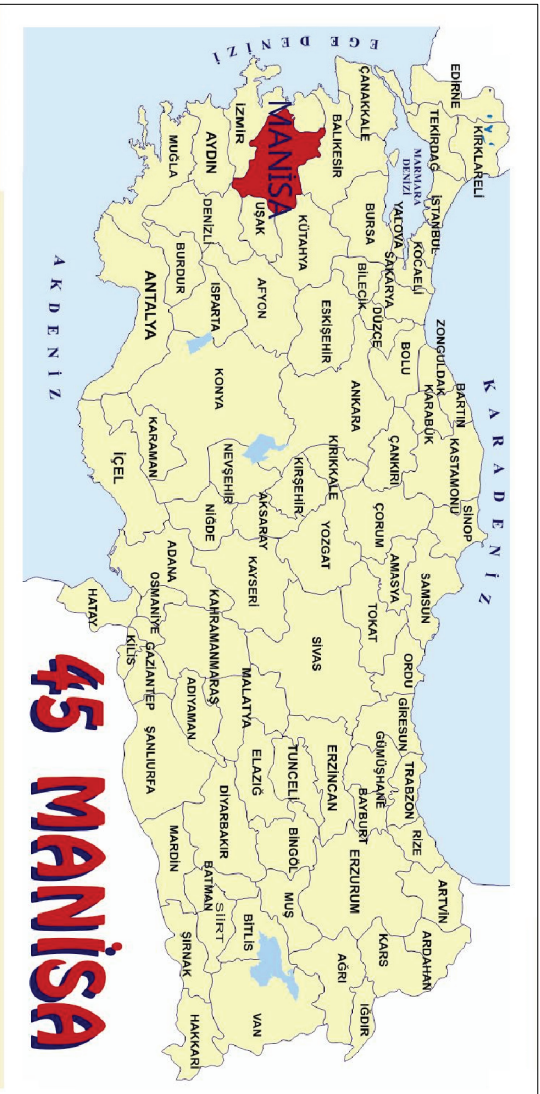 KARADENİZ
EGE DENİZİ
MARMARA
DENİZİ
AKDENİZ
EDİRNE
KIRKLARELİ
TEKİRDAĞ
İSTANBUL
KOCAELİ
YALOVA
SAKARYA
ÇANAKKALE
BALIKESİR
BURSA
BİLECİK
DÜZCE
BOLU
ZONGULDAK
BARTIN
KARABÜK
KASTAMONU
SİNOP
ÇANKIRI
ÇORUM
SAMSUN
AMASYA
TOKAT
ORDU
GİRESUN
GÜMÜŞHANE
TRABZON
BAYBURT
RİZE
ARTVİN
ARDAHAN
KARS
IĞDIR
AĞRI
ERZURUM
ERZİNCAN
SİVAS
YOZGAT
KIRIKKALE
KIRŞEHİR
ANKARA
ESKİŞEHİR
KÜTAHYA
MANİSA
İZMİR
UŞAK
AFYON
AYDIN
DENİZLİ
MUĞLA
BURDUR
ISPARTA
ANTALYA
KONYA
KARAMAN
İÇEL
NEVŞEHİR
AKSARAY
NİĞDE
KAYSERİ
ADANA
OSMANİYE
HATAY
KİLİS
GAZİANTEP
KAHRAMANMARAŞ
MALATYA
ADIYAMAN
ŞANLIURFA
ELAZIĞ
TUNCELİ
BİNGÖL
MUŞ
DİYARBAKIR
MARDİN
BATMAN
SİİRT
BİTLİS
VAN
ŞIRNAK
HAKKARİ
45 MANİSA